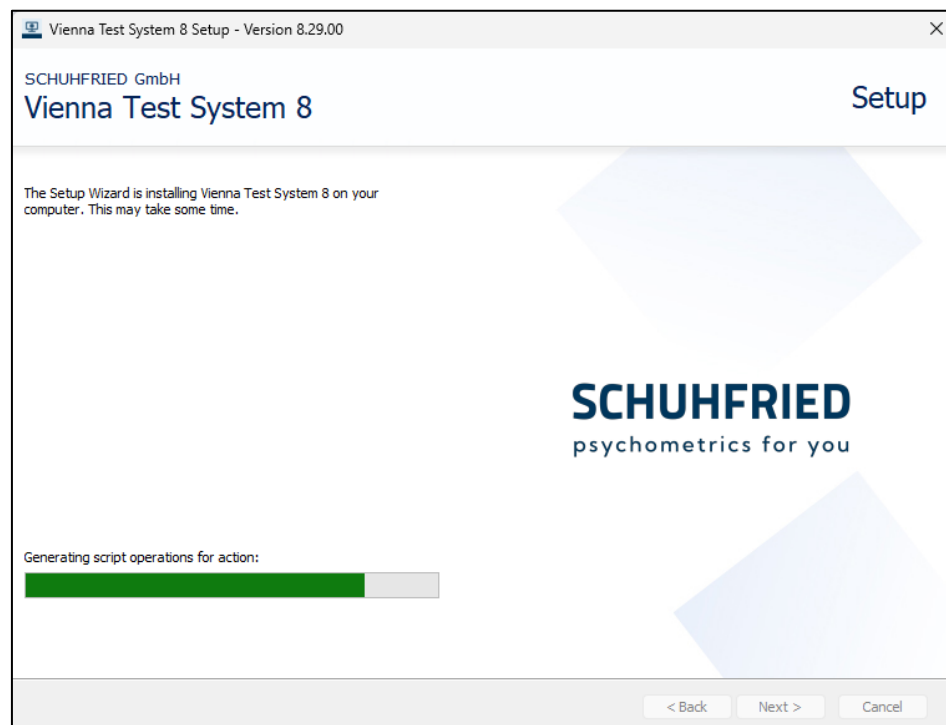 Vienna Test System 8 Setup - Version 8.29.00
SCHUHFRIED GmbH
Vienna Test System 8
Setup
The Setup Wizard is installing Vienna Test System 8 on your
computer. This may take some time.
SCHUHFRIED
psychometrics for you
Generating script operations for action:
< Back
Next >
Cancel